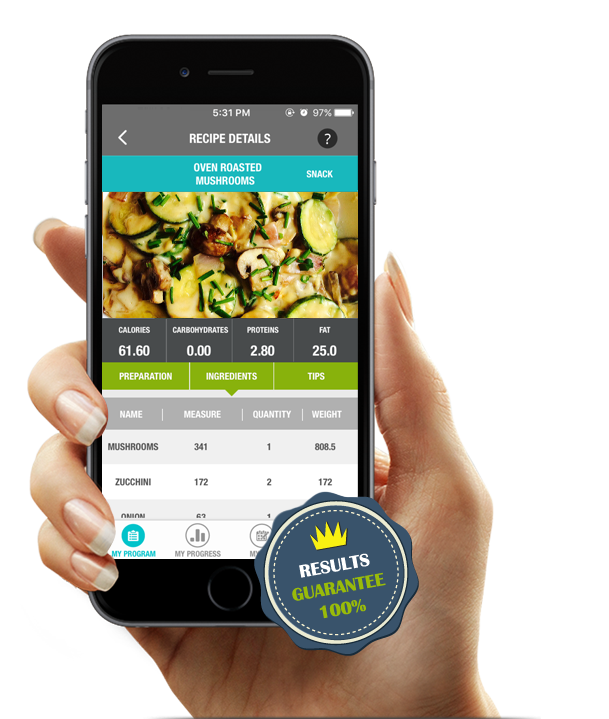 5:31 PM 97%
RECIPE DETAILS ?
OVEN ROASTED
MUSHROOMS
SNACK
CALORIES CARBOHYDRATES PROTEINS FAT
61.60 0.00 2.80 25.0
PREPARATION INGREDIENTS TIPS
NAME MEASURE QUANTITY WEIGHT
MUSHROOMS 341 1 808.5
ZUCCHINI 172 2 172
ONION 63 1
MY PROGRAM MY PROGRESS MY
RESULTS
GUARANTEE
100%